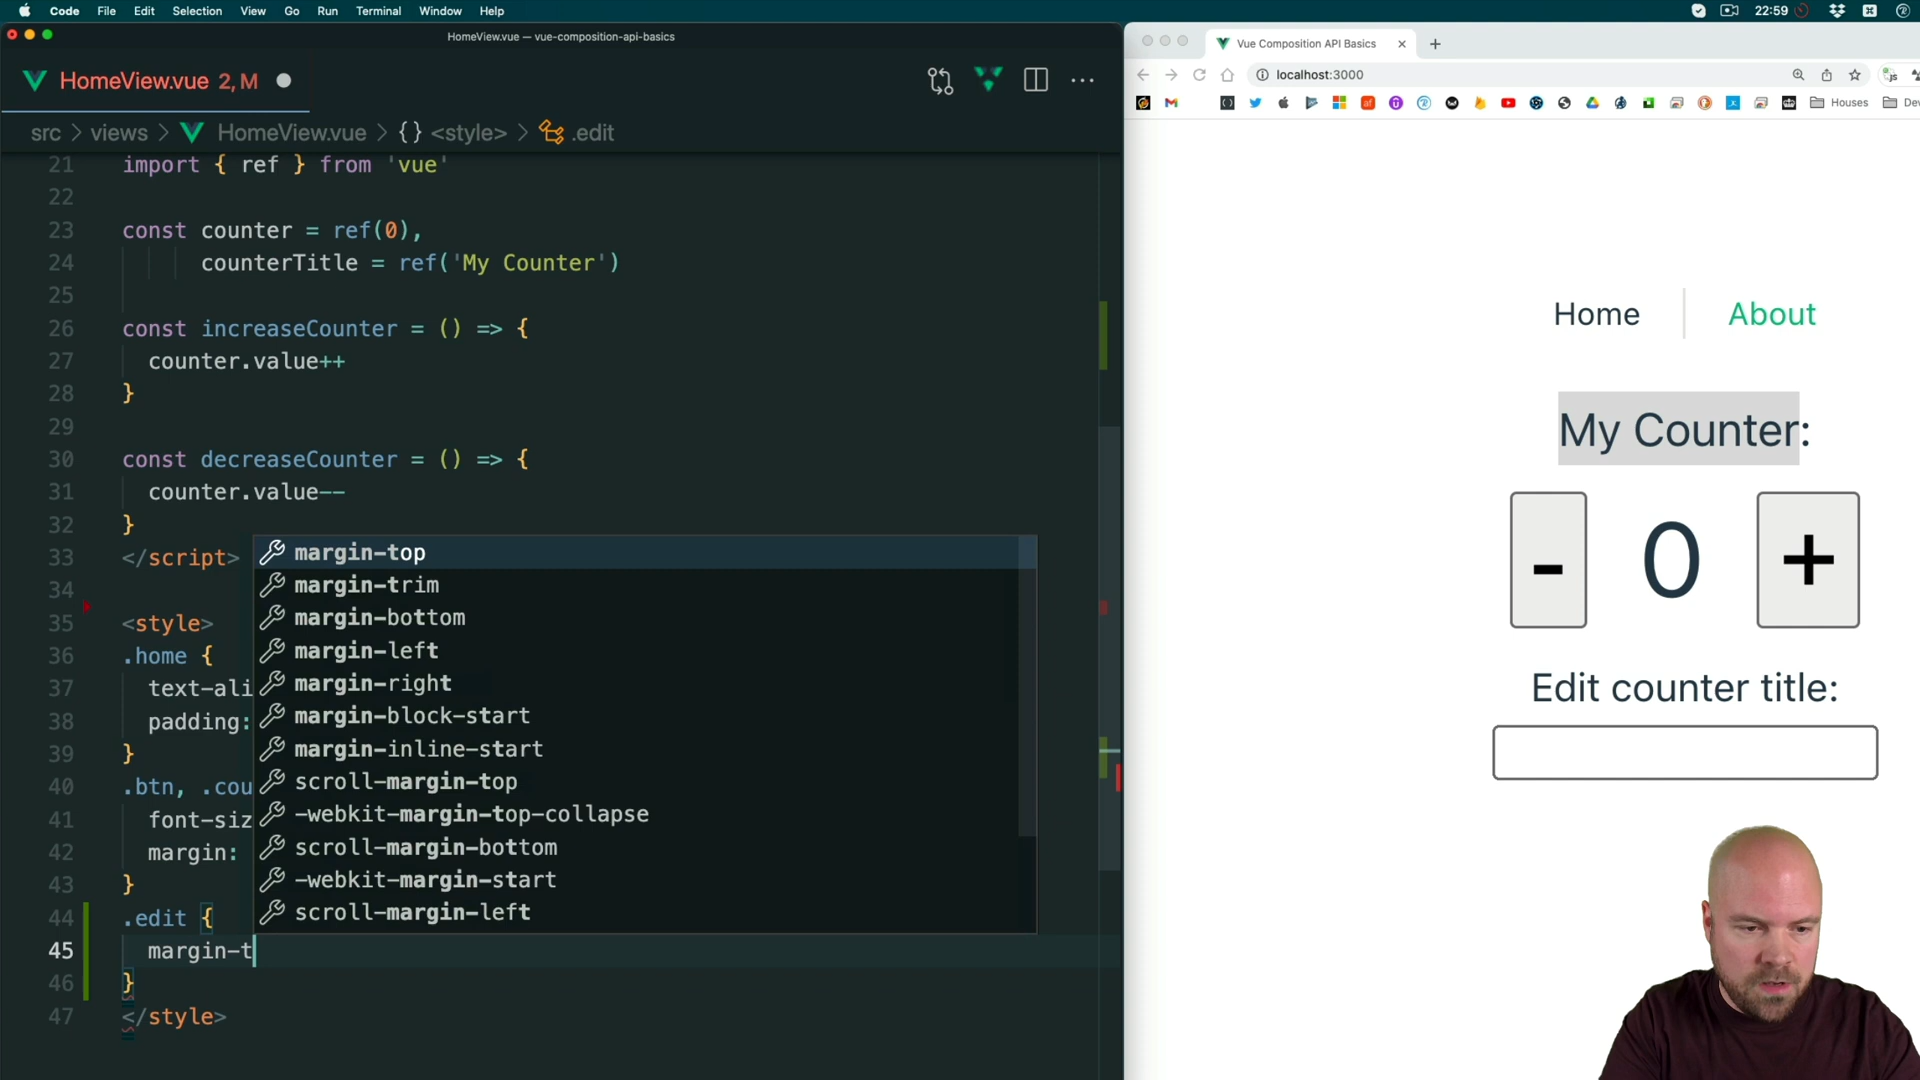 Code File Edit Selection View Go Run Terminal Window Help 22:59
HomeView.vue — vue-composition-api-basics
HomeView.vue 2, M
src > views > HomeView.vue > {} <style> > .edit
21 import { ref } from 'vue'
22
23 const counter = ref(0),
24 counterTitle = ref('My Counter')
25
26 const increaseCounter = () => {
27 counter.value++
28 }
29
30 const decreaseCounter = () => {
31 counter.value--
32 }
33 </script>
34
35 <style>
36 .home {
37 text-ali
38 padding:
39 }
40 .btn, .cou
41 font-siz
42 margin:
43 }
44 .edit {
45 margin-t
46 }
47 </style>
margin-top
margin-trim
margin-bottom
margin-left
margin-right
margin-block-start
margin-inline-start
scroll-margin-top
-webkit-margin-top-collapse
scroll-margin-bottom
-webkit-margin-start
scroll-margin-left
Vue Composition API Basics
localhost:3000
Houses Dev
Home About
My Counter:
- 0 +
Edit counter title: